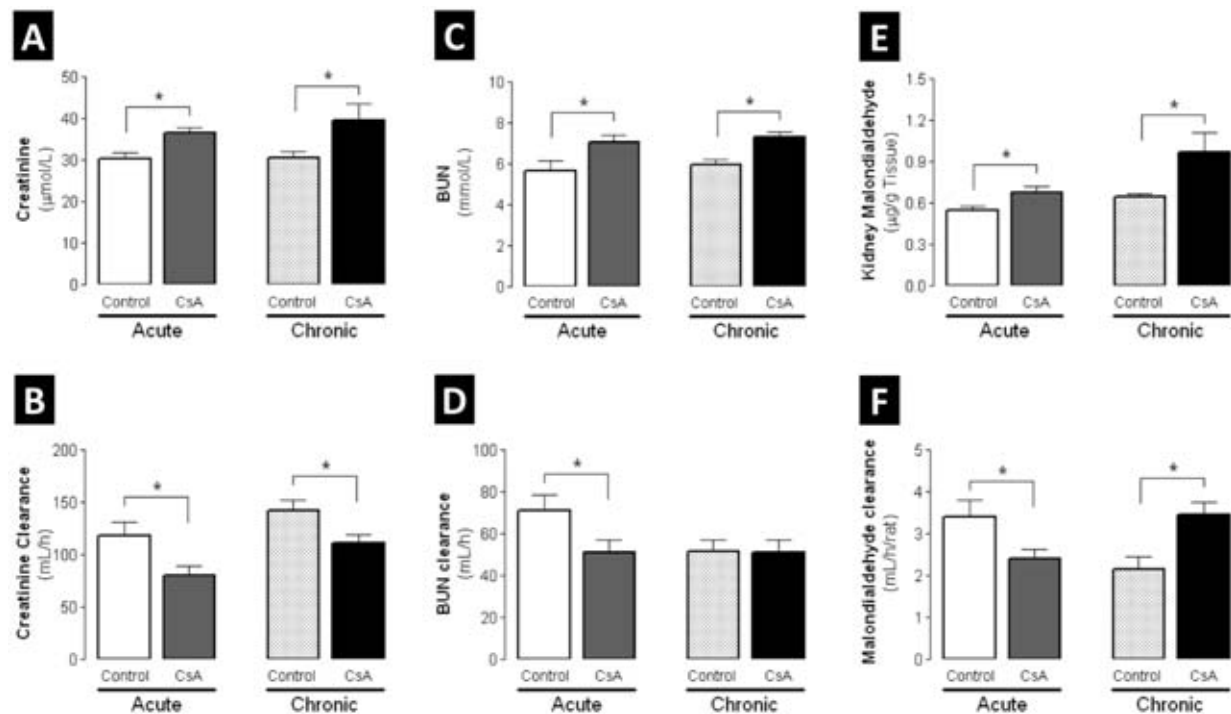 A
Creatinine
(µmol/L)
50
40
30
20
10
0
*
*
Control CsA Control CsA
Acute Chronic
C
BUN
(mmol/L)
10
8
6
4
2
0
*
*
Control CsA Control CsA
Acute Chronic
E
Kidney Malondialdehyde
(µg/g Tissue)
1.5
1.2
0.9
0.6
0.3
0.0
*
*
Control CsA Control CsA
Acute Chronic
B
Creatinine Clearance
(mL/h)
200
150
100
50
0
*
*
Control CsA Control CsA
Acute Chronic
D
BUN clearance
(mL/h)
100
80
60
40
20
0
*
Control CsA Control CsA
Acute Chronic
F
Malondialdehyde clearance
(mL/h/rat)
5
4
3
2
1
0
*
*
Control CsA Control CsA
Acute Chronic